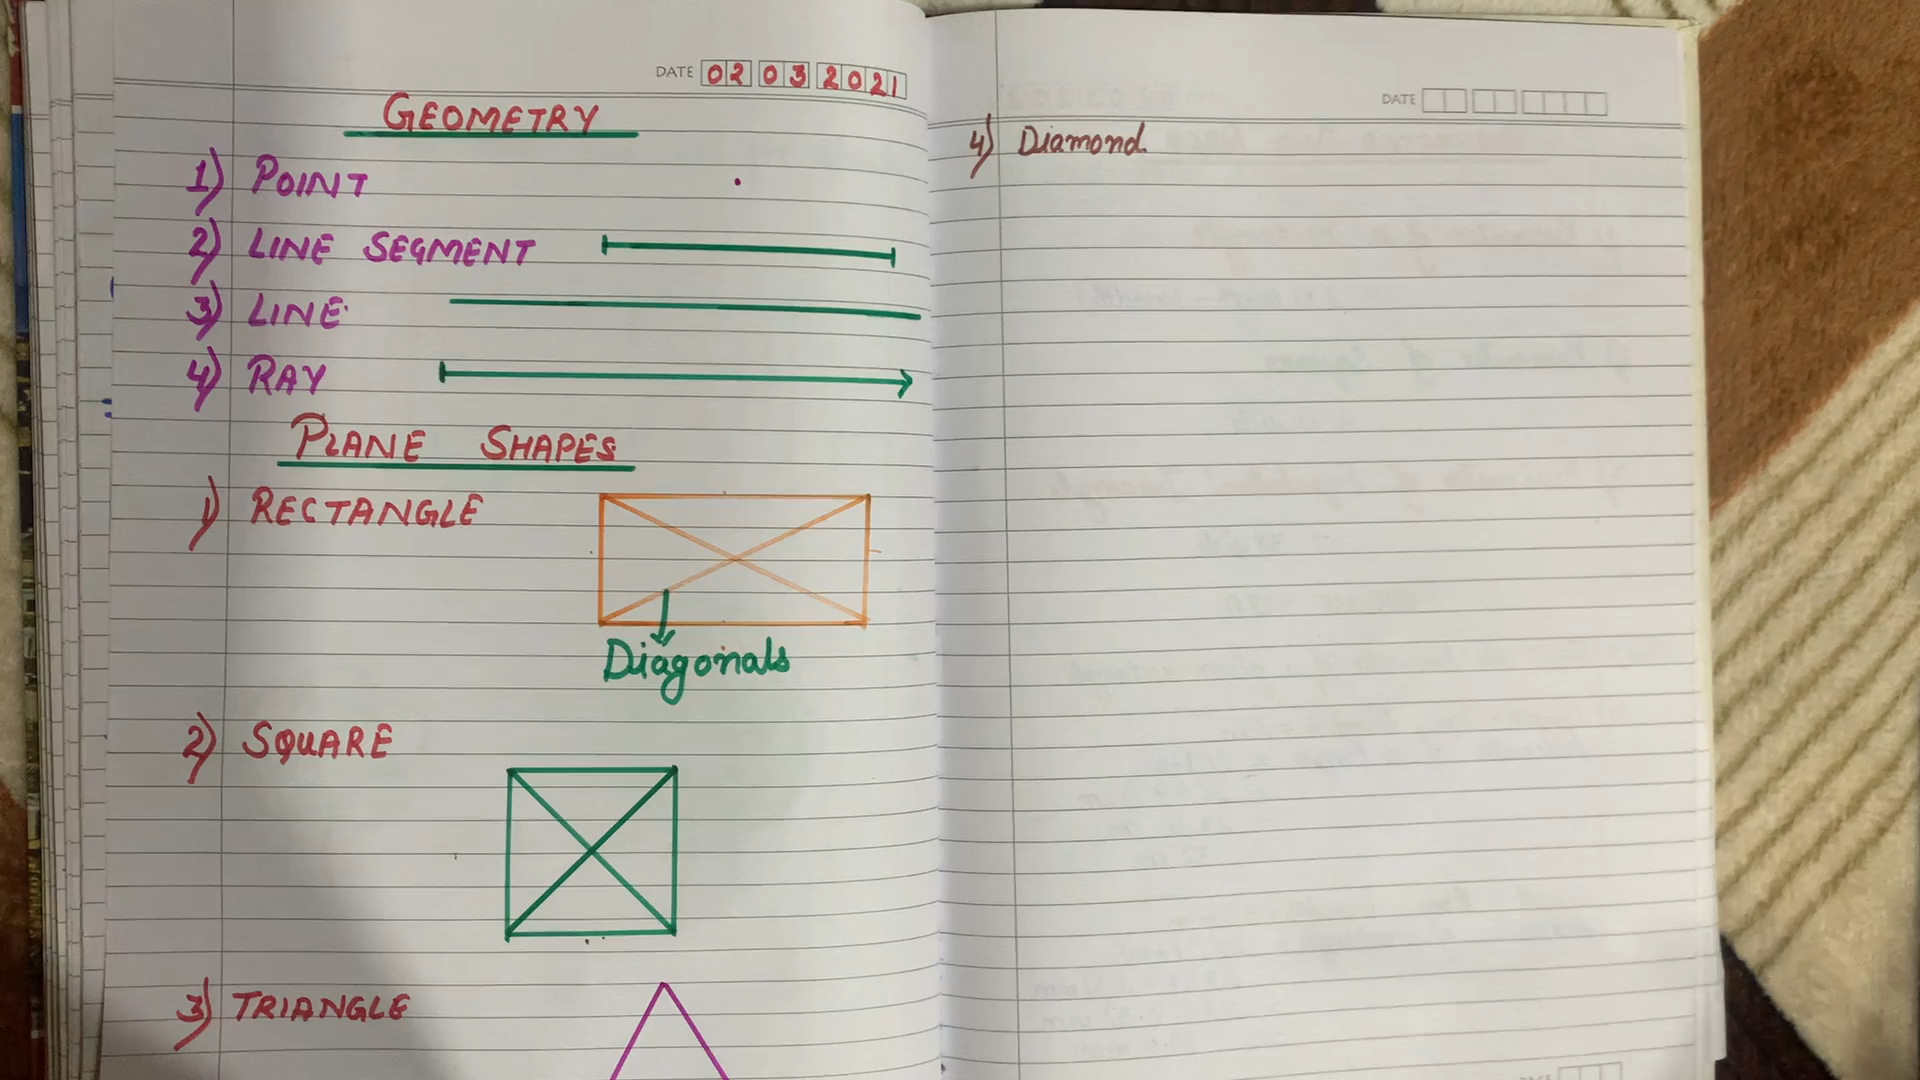 DATE 02 03 2021
GEOMETRY
1) POINT
2) LINE SEGMENT
3) LINE
4) RAY
PLANE SHAPES
1) RECTANGLE
Diagonals
2) SQUARE
3) TRIANGLE
DATE
4) Diamond